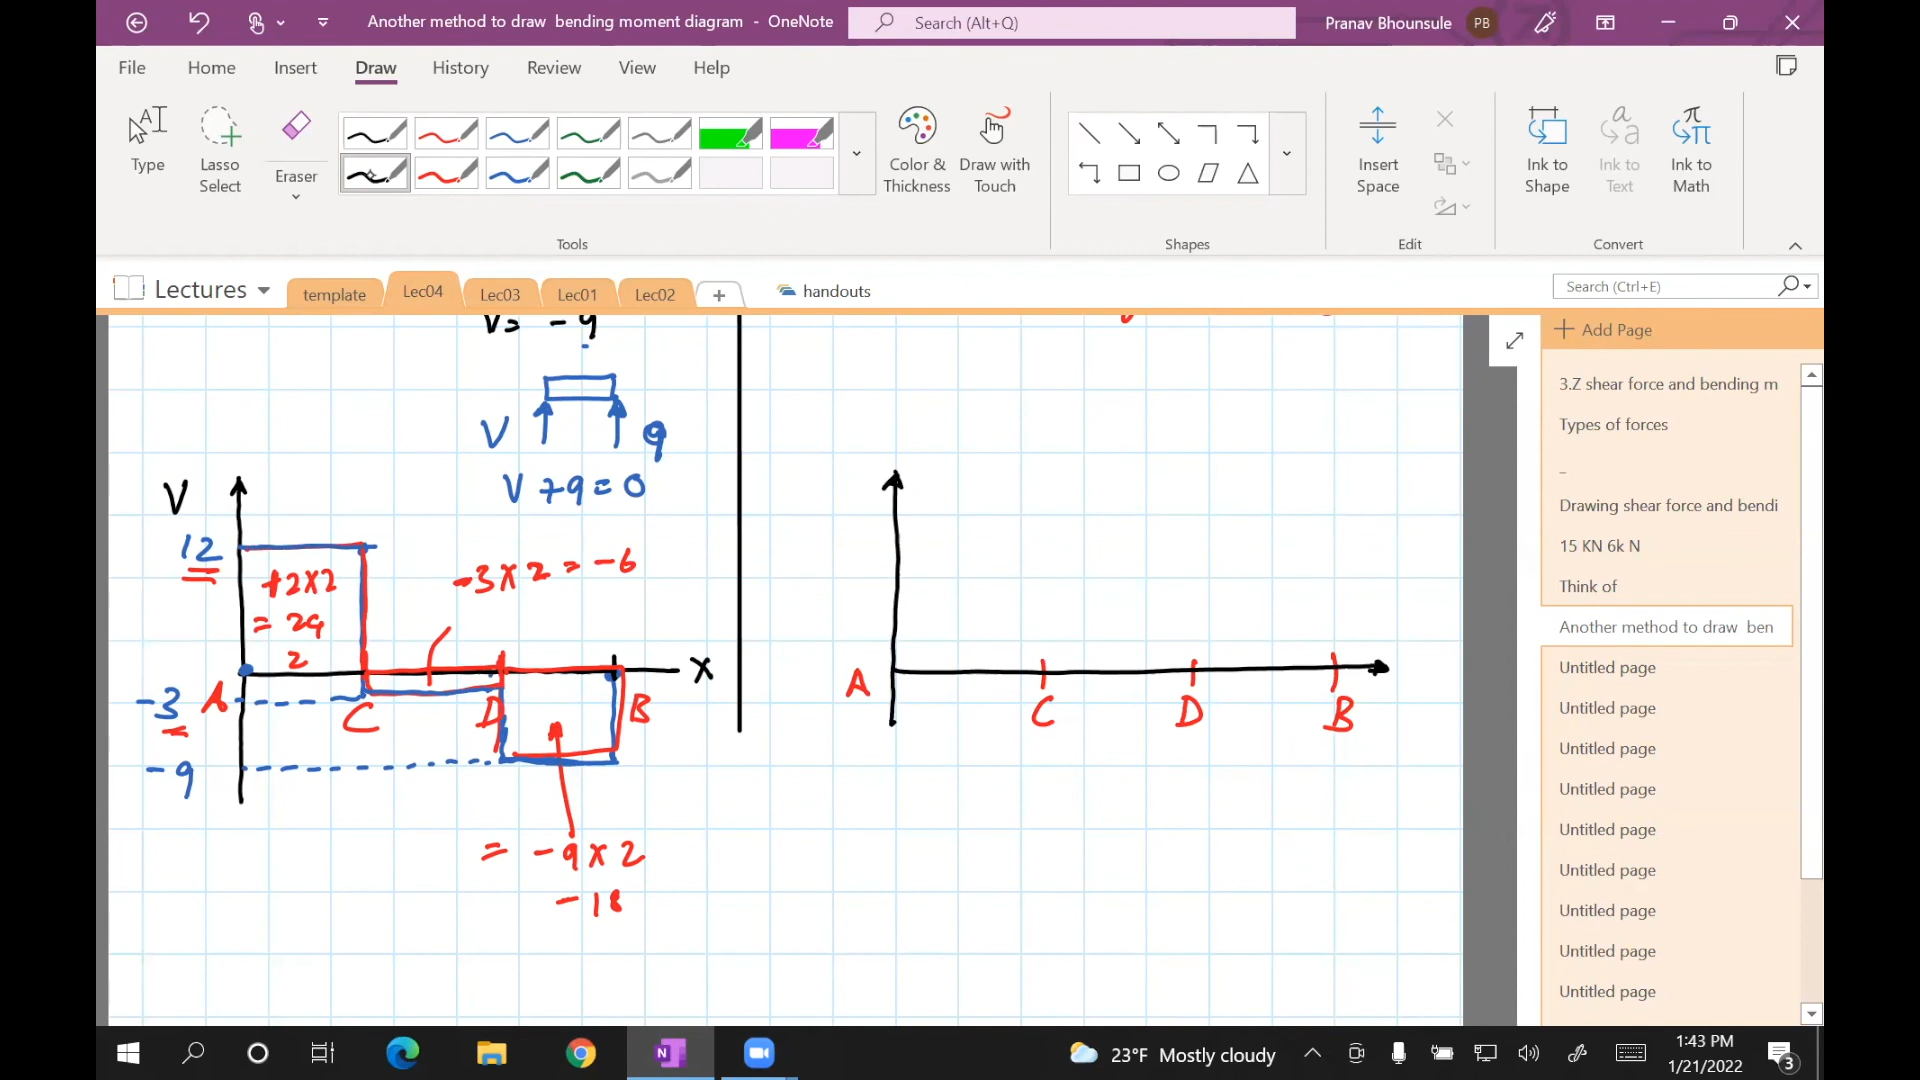 Another method to draw bending moment diagram - OneNote
Search (Alt+Q)
Pranav Bhounsule
PB
File Home Insert Draw History Review View Help
Type
Lasso Select
Eraser
Color & Thickness
Draw with Touch
Insert Space
Ink to Shape
Ink to Text
Ink to Math
Tools
Shapes
Edit
Convert
Lectures
template
Lec04
Lec03
Lec01
Lec02
handouts
Search (Ctrl+E)
V= -9
V 9
V+9=0
V
12
+2x2
= 24
2
-3x2 = -6
X
-3
A
C
D
B
-9
= -9x2
-18
A
C
D
B
Add Page
3.Z shear force and bending m
Types of forces
Drawing shear force and bendi
15 KN 6k N
Think of
Another method to draw ben
Untitled page
Untitled page
Untitled page
Untitled page
Untitled page
Untitled page
Untitled page
Untitled page
Untitled page
23°F Mostly cloudy
1:43 PM
1/21/2022
3